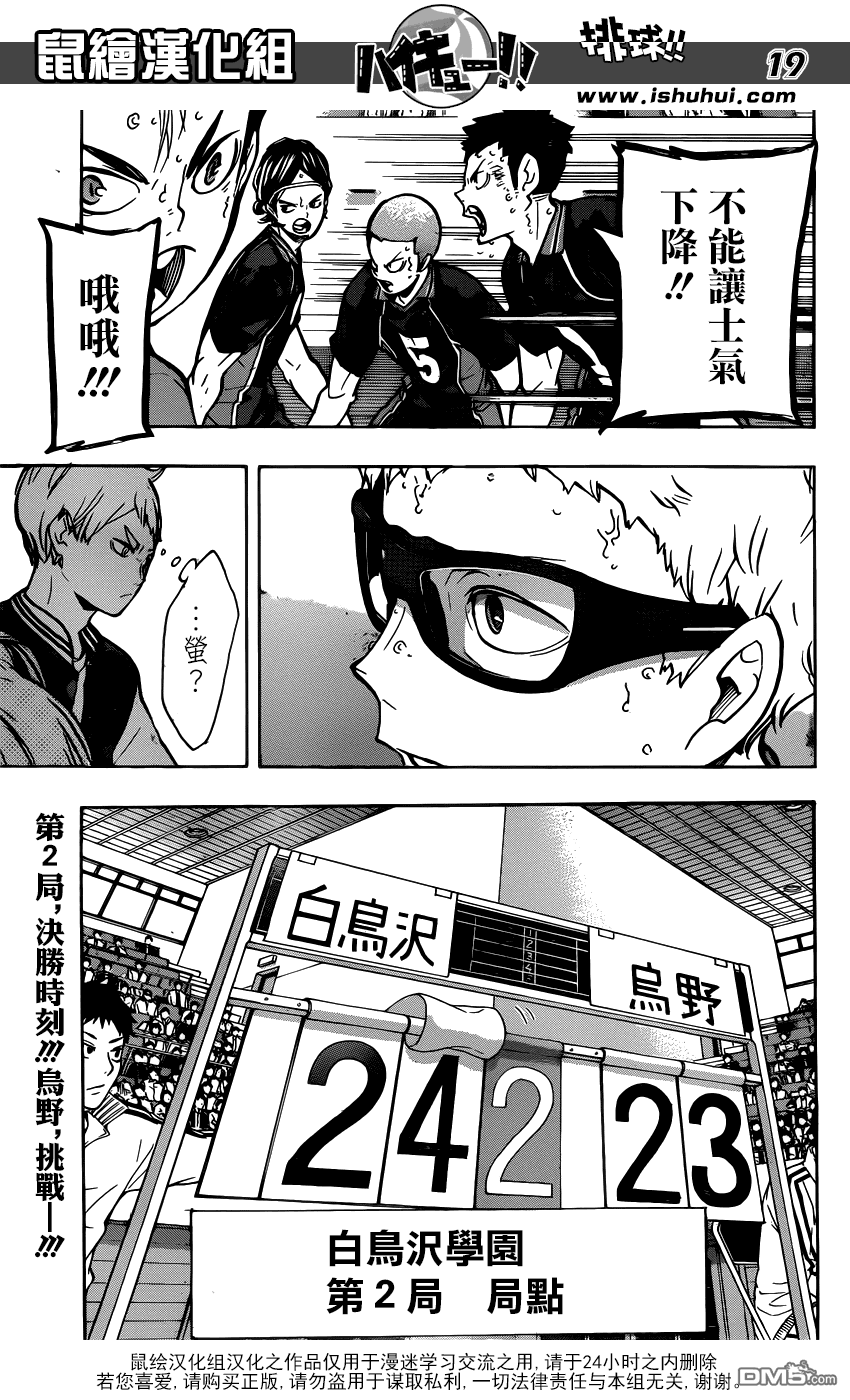 鼠繪漢化組
ハイキュー!!
排球!!
19
www.ishuhui.com
不能讓士氣
下降!!
哦
哦!!!
…螢?
第2局,決勝時刻!!!烏野,挑戰—!!!
白鳥沢
1
2
3
4
5
烏野
24 2 23
5
白鳥沢學園
第2局 局點
鼠绘汉化组汉化之作品仅用于漫迷学习交流之用, 请于24小时之内删除
若您喜爱, 请购买正版, 请勿用于谋取私利, 一切法律责任与本组无关, 谢谢。
DM5.com